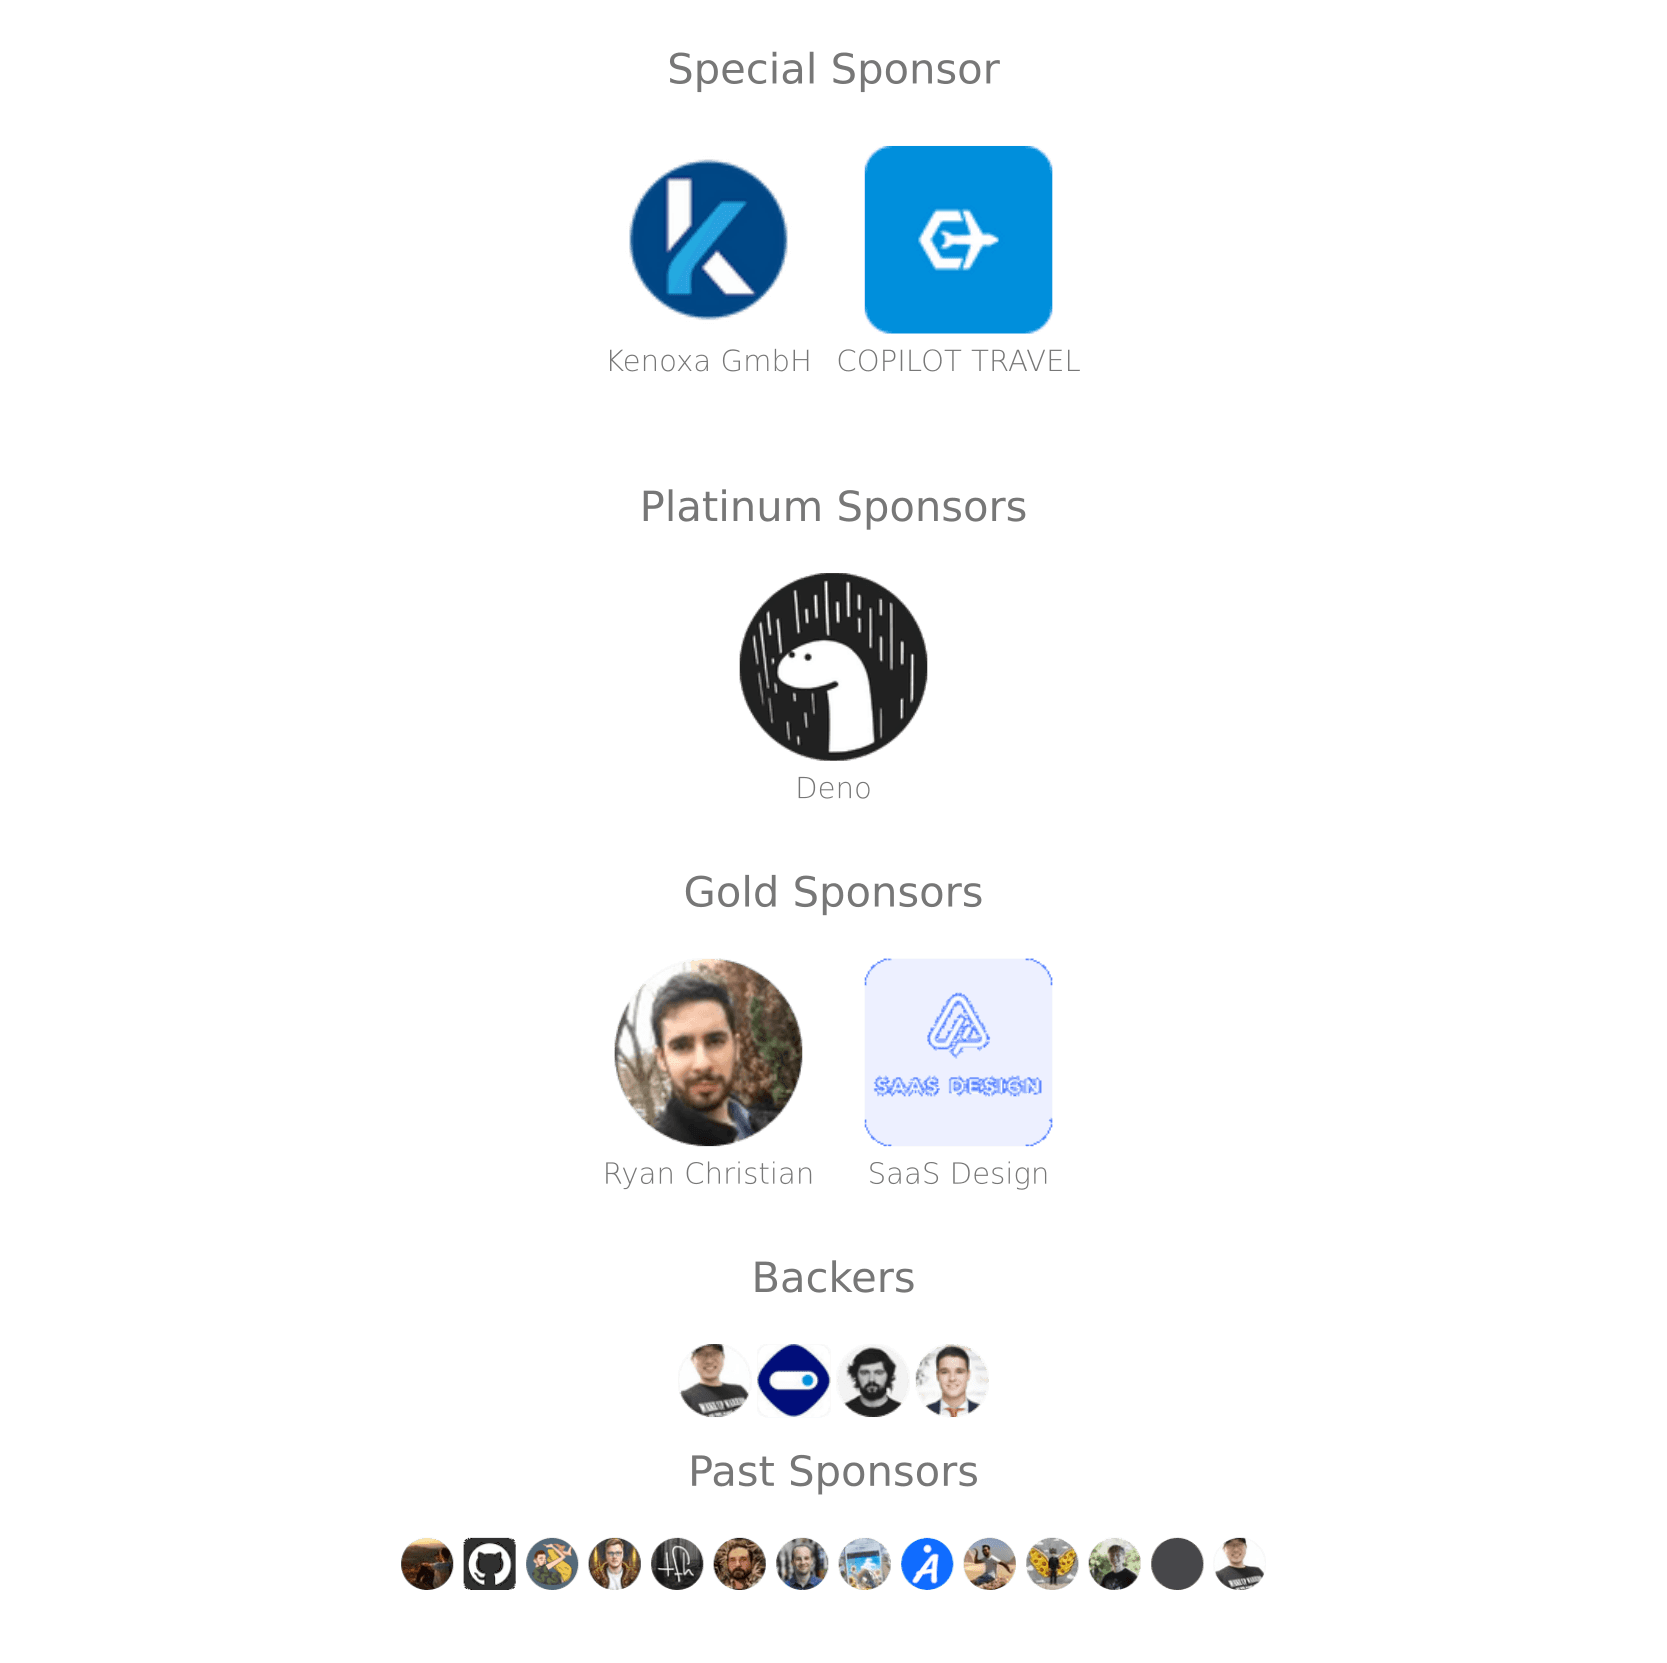 Special Sponsor
Kenoxa GmbH COPILOT TRAVEL
Platinum Sponsors
Deno
Gold Sponsors
SAAS DESIGN
Ryan Christian SaaS Design
Backers
Past Sponsors
tfh